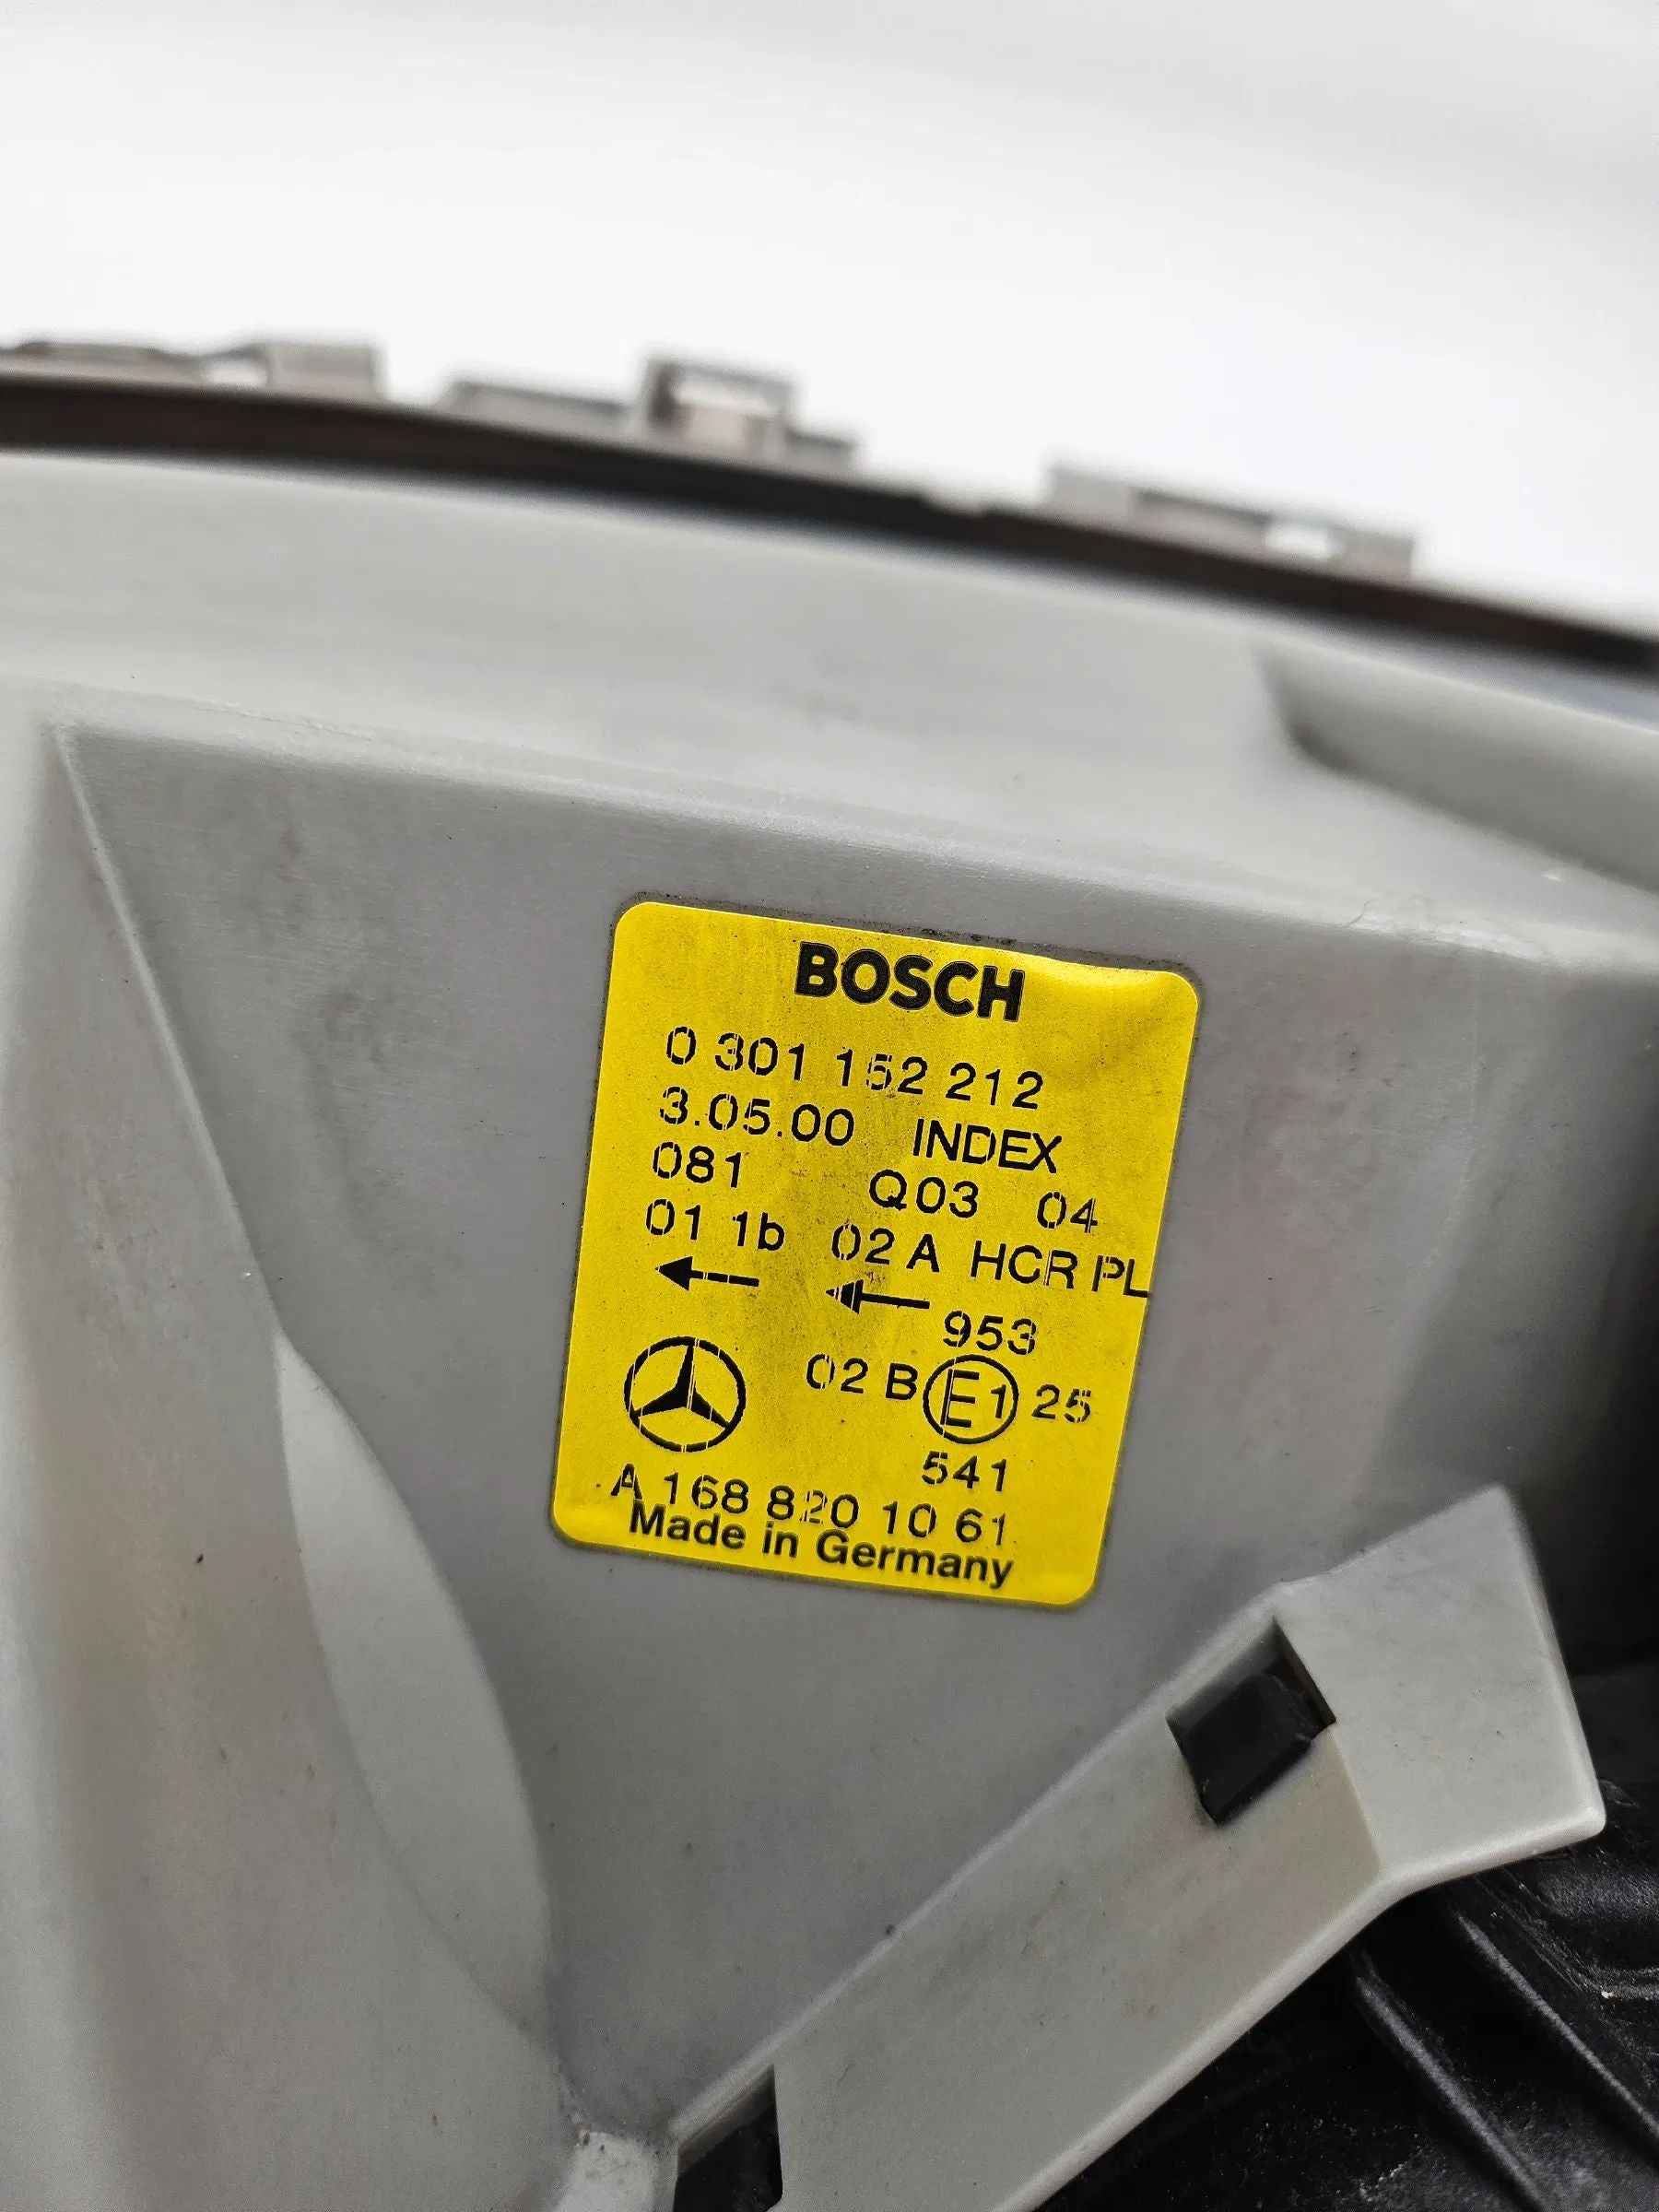 BOSCH
0 301 152 212
3.05.00 INDEX
081 Q03 04
01 1b 02 A HCR PL
953
02 B E1 25
541
A 168 820 10 61
Made in Germany